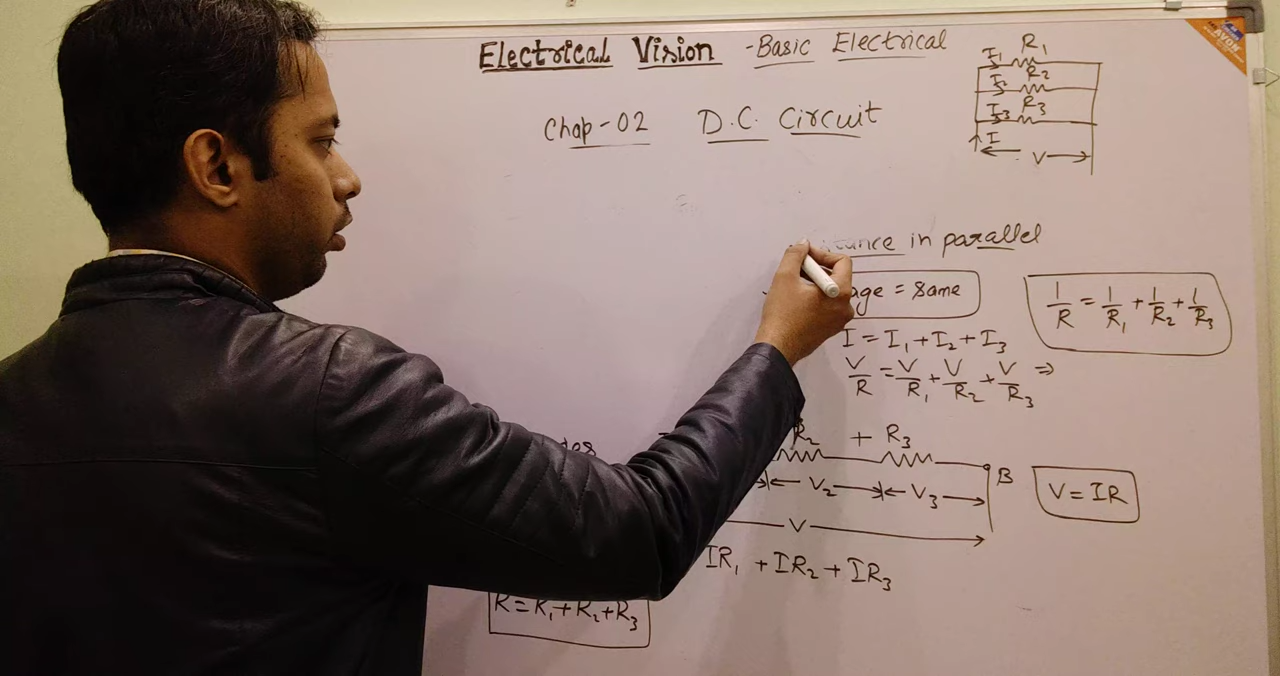 Electrical Vision - Basic Electrical
Chap-02 D.C. Circuit
I₁ R₁
I₂ R₂
I₃ R₃
I
V
in parallel
= same
I = I₁ + I₂ + I₃
V/R = V/R₁ + V/R₂ + V/R₃ ⇒
1/R = 1/R₁ + 1/R₂ + 1/R₃
R₂ + R₃
B
V₂ V₃
V
V = IR
IR₁ + IR₂ + IR₃
R = R₁ + R₂ + R₃